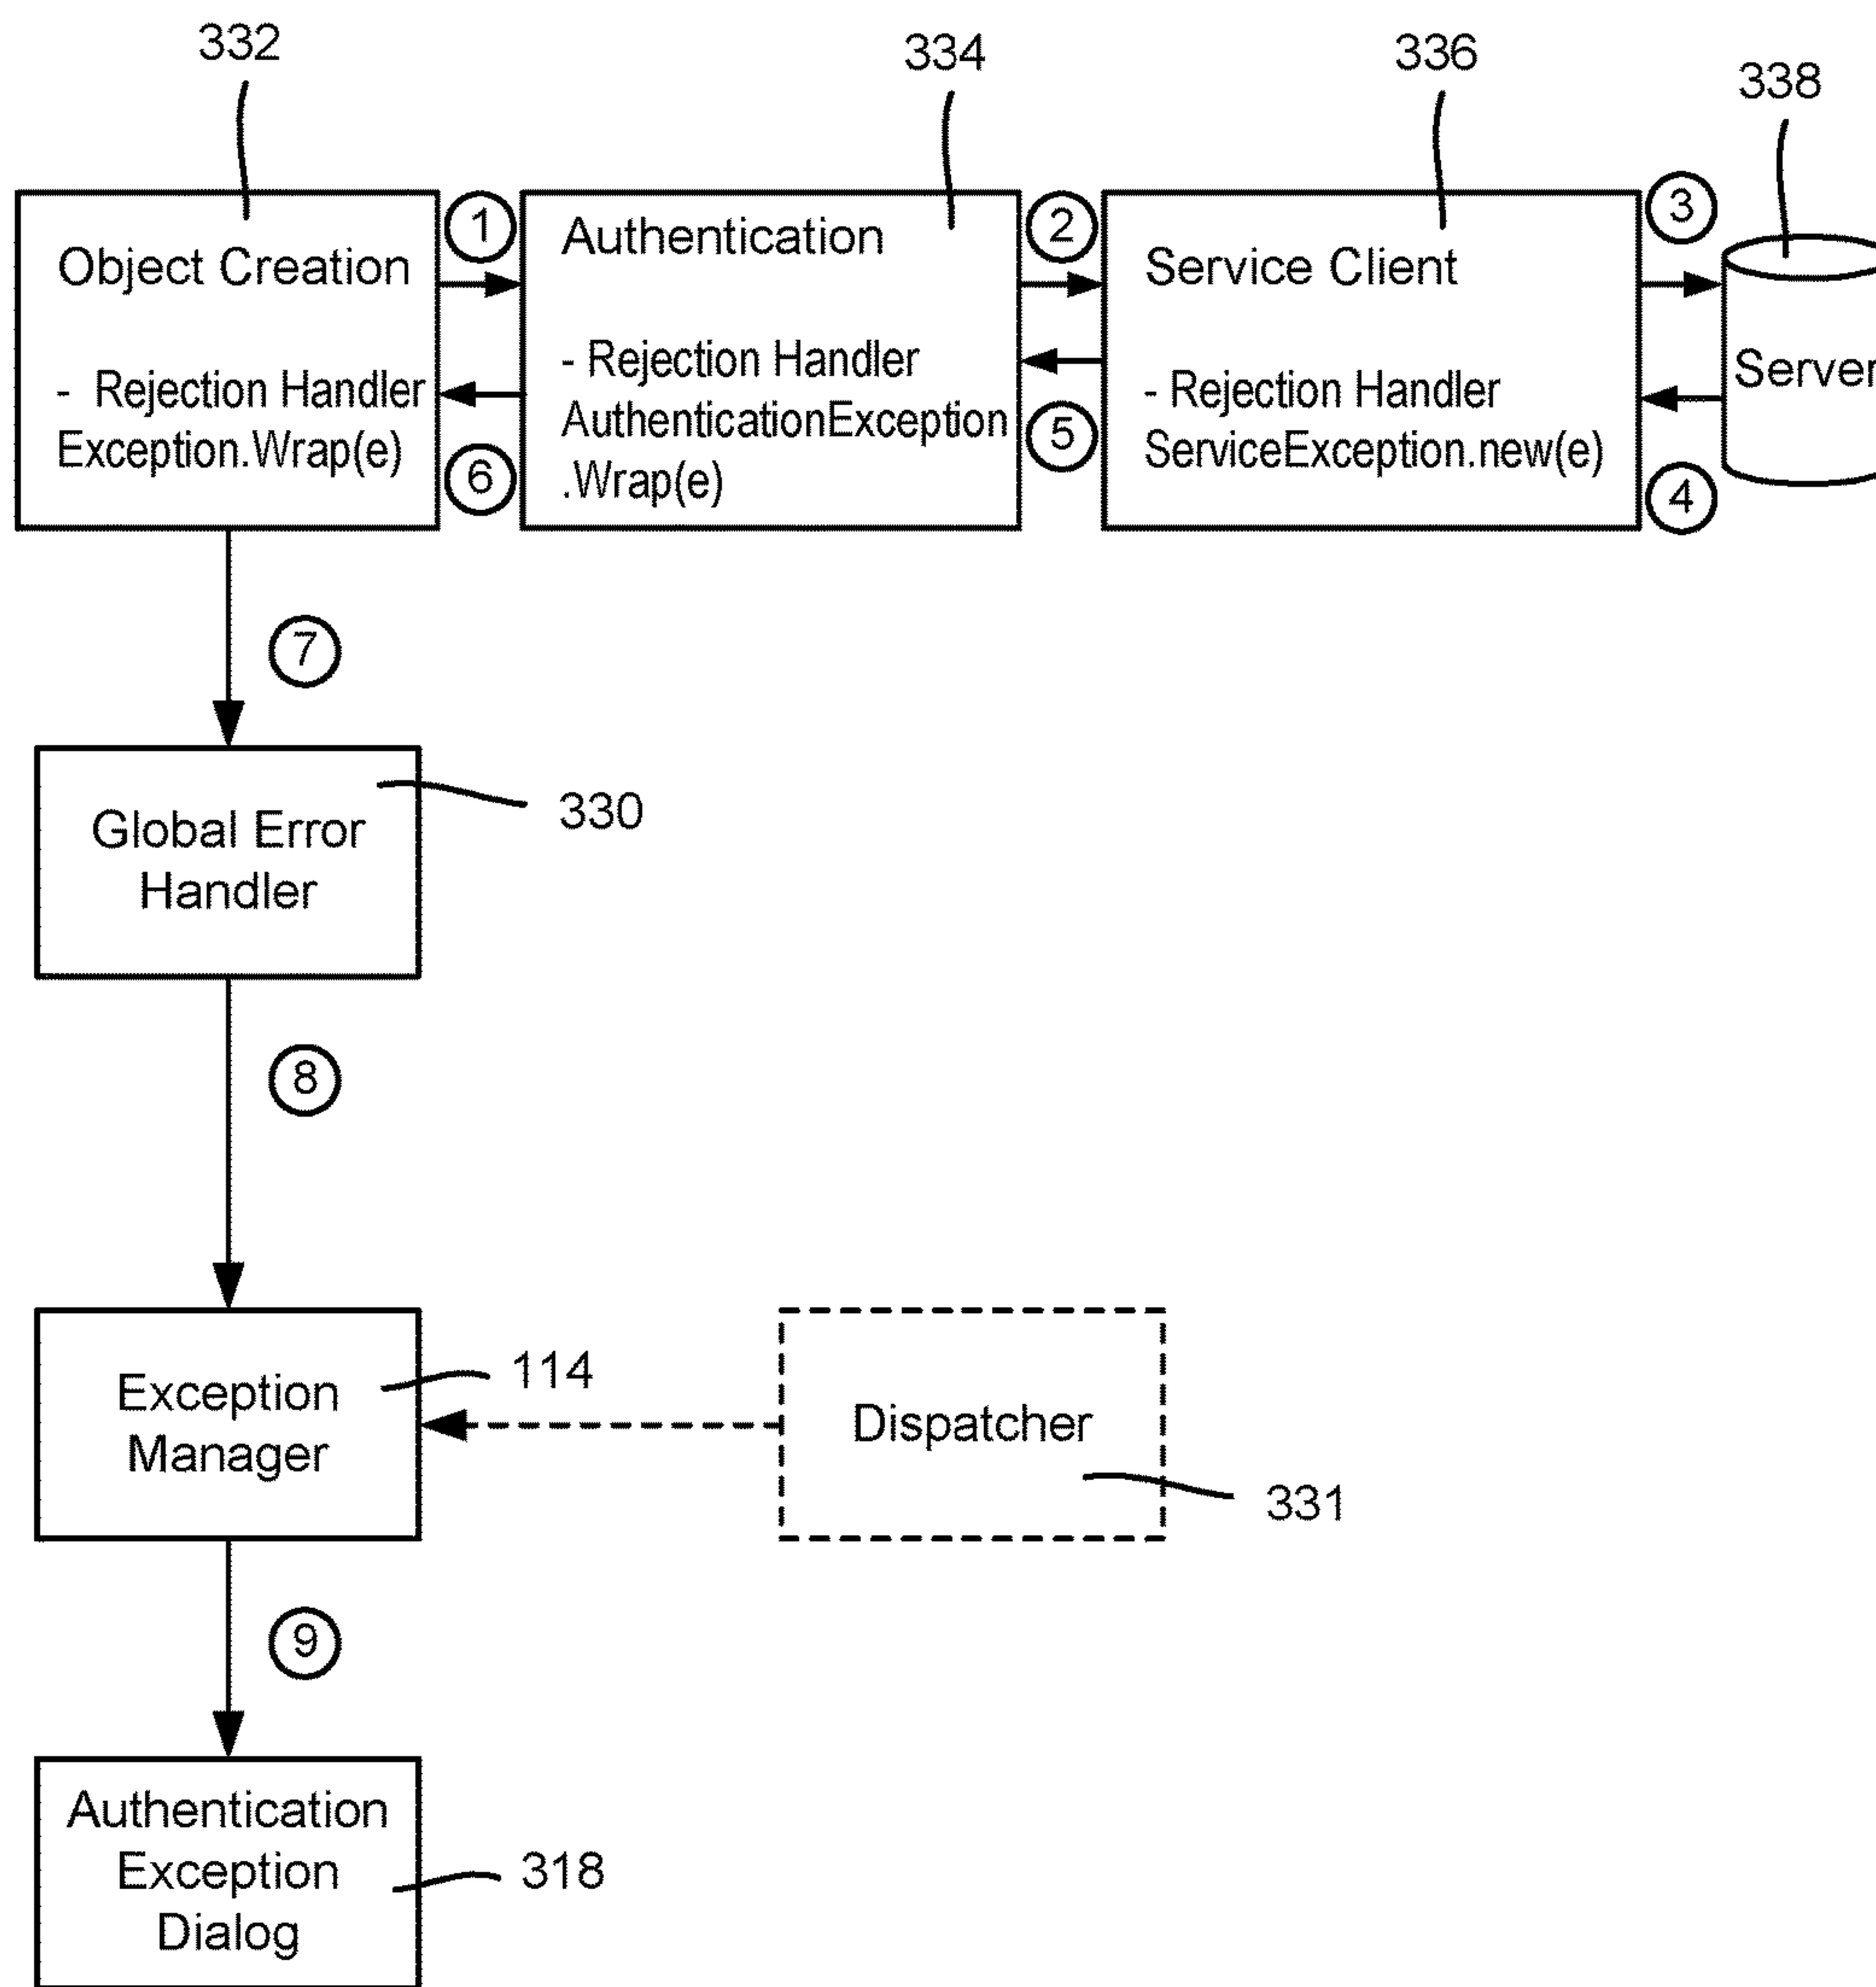 332
334
336
338
1
2
3
Object Creation
- Rejection Handler
Exception.Wrap(e)
Authentication
- Rejection Handler
AuthenticationException
.Wrap(e)
Service Client
- Rejection Handler
ServiceException.new(e)
Server
6
5
4
7
Global Error
Handler
330
8
Exception
Manager
114
Dispatcher
331
9
Authentication
Exception
Dialog
318